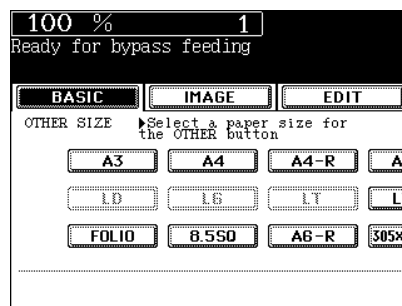 100 % 1
Ready for bypass feeding
BASIC IMAGE EDIT
OTHER SIZE ▶Select a paper size for
the OTHER button
A3 A4 A4-R A
LD LG LT L
FOLIO 8.5SQ A6-R 305×